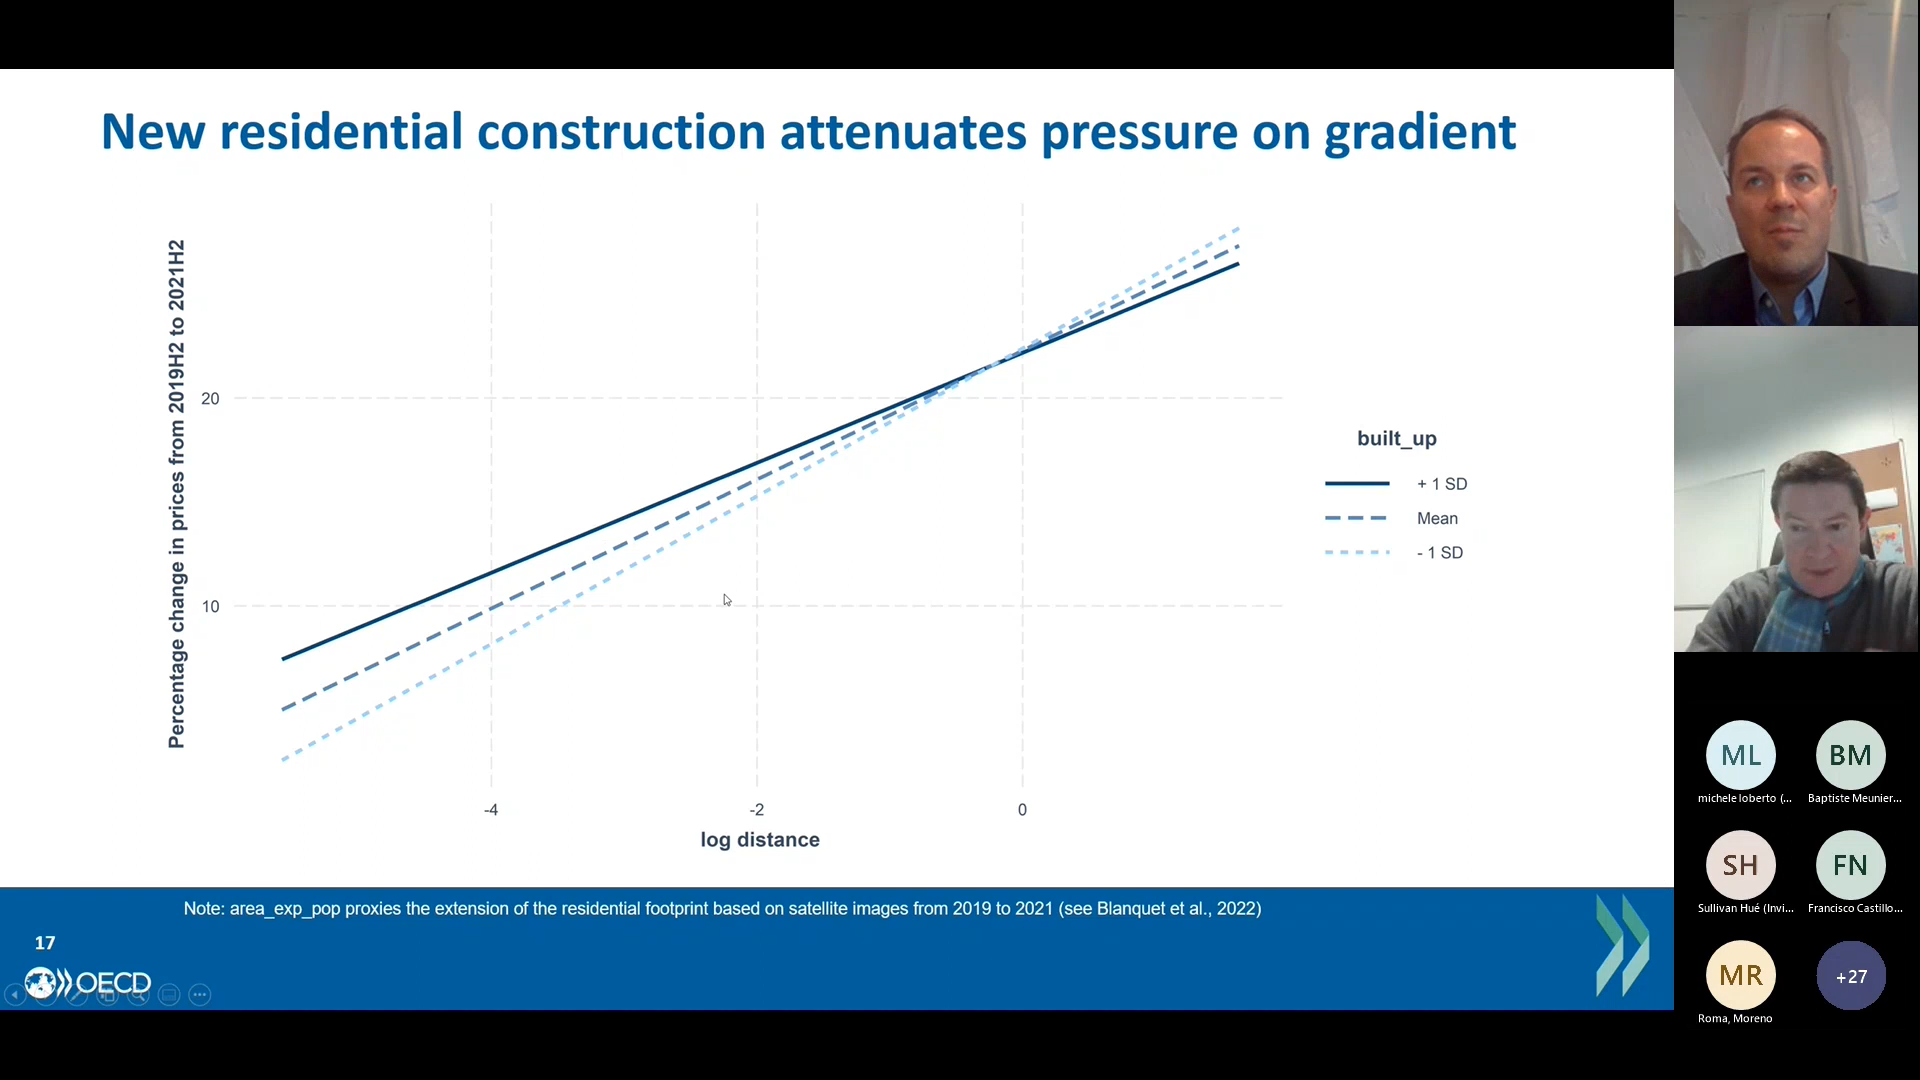 New residential construction attenuates pressure on gradient
Percentage change in prices from 2019H2 to 2021H2
20
10
-4
-2
0
log distance
built_up
+ 1 SD
Mean
- 1 SD
Note: area_exp_pop proxies the extension of the residential footprint based on satellite images from 2019 to 2021 (see Blanquet et al., 2022)
17
OECD
ML
michele loberto (...
BM
Baptiste Meunier...
SH
Sullivan Hué (Invi...
FN
Francisco Castillo...
MR
Roma, Moreno
+27